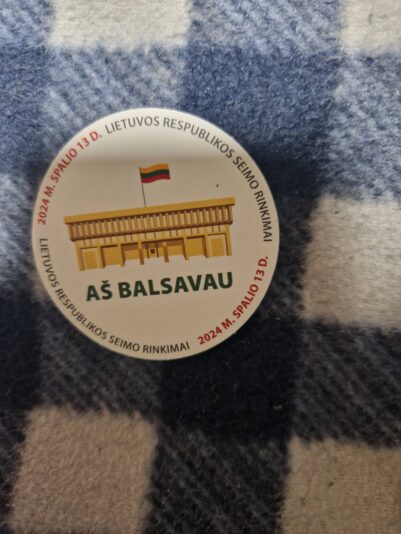 2024 M. SPALIO 13 D. LIETUVOS RESPUBLIKOS SEIMO RINKIMAI
AŠ BALSAVAU
LIETUVOS RESPUBLIKOS SEIMO RINKIMAI 2024 M. SPALIO 13 D.